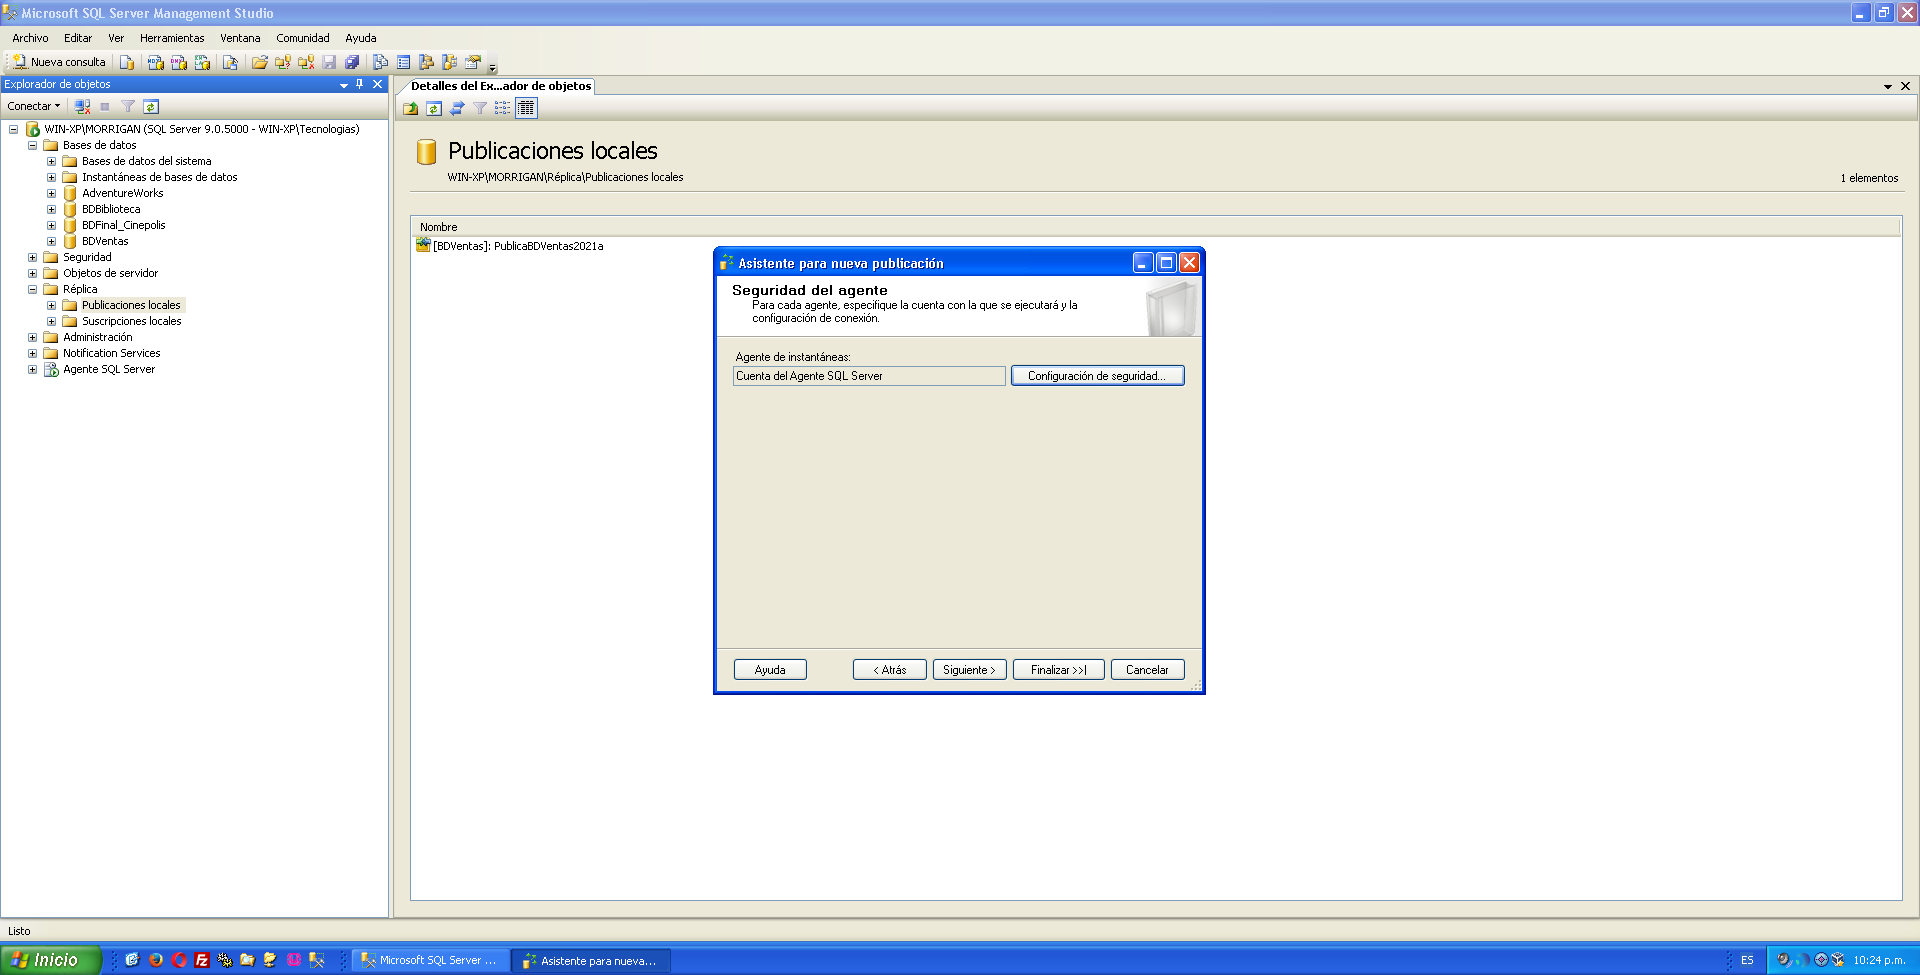 Microsoft SQL Server Management Studio
Archivo Editar Ver Herramientas Ventana Comunidad Ayuda
Nueva consulta
Explorador de objetos
Conectar
WIN-XP\MORRIGAN (SQL Server 9.0.5000 - WIN-XP\Tecnologias)
Bases de datos
Bases de datos del sistema
Instantáneas de bases de datos
AdventureWorks
BDBiblioteca
BDFinal_Cinepolis
BDVentas
Seguridad
Objetos de servidor
Réplica
Publicaciones locales
Suscripciones locales
Administración
Notification Services
Agente SQL Server
Detalles del Ex...ador de objetos
Publicaciones locales
WIN-XP\MORRIGAN\Réplica\Publicaciones locales
1 elementos
Nombre
[BDVentas]: PublicaBDVentas2021a
Asistente para nueva publicación
Seguridad del agente
Para cada agente, especifique la cuenta con la que se ejecutará y la
configuración de conexión.
Agente de instantáneas:
Cuenta del Agente SQL Server
Configuración de seguridad...
Ayuda
< Atrás
Siguiente >
Finalizar >>|
Cancelar
Listo
Inicio
Microsoft SQL Server ...
Asistente para nueva...
ES
10:24 p.m.